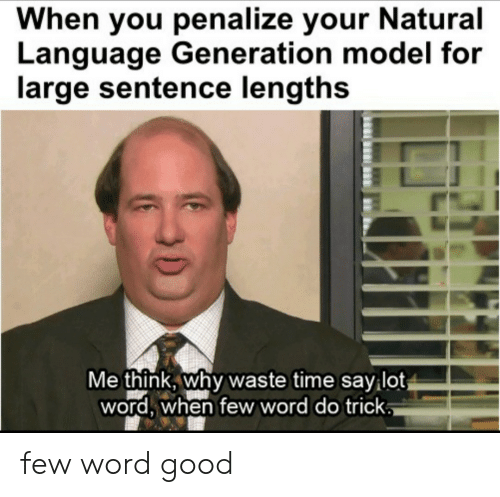 When you penalize your Natural
Language Generation model for
large sentence lengths
Me think, why waste time say lot
word, when few word do trick.
few word good